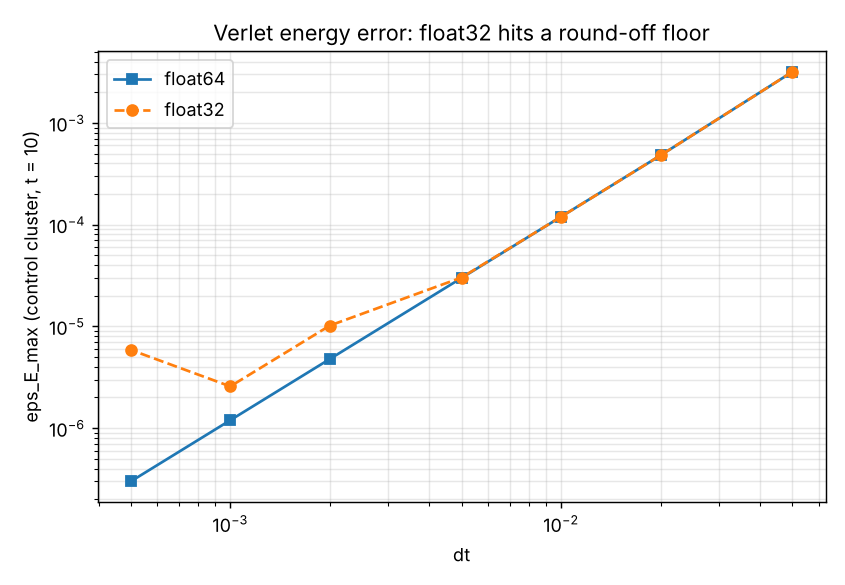 Verlet energy error: float32 hits a round-off floor
float64
float32
eps_E_max (control cluster, t = 10)
10⁻³
10⁻⁴
10⁻⁵
10⁻⁶
10⁻³
10⁻²
dt